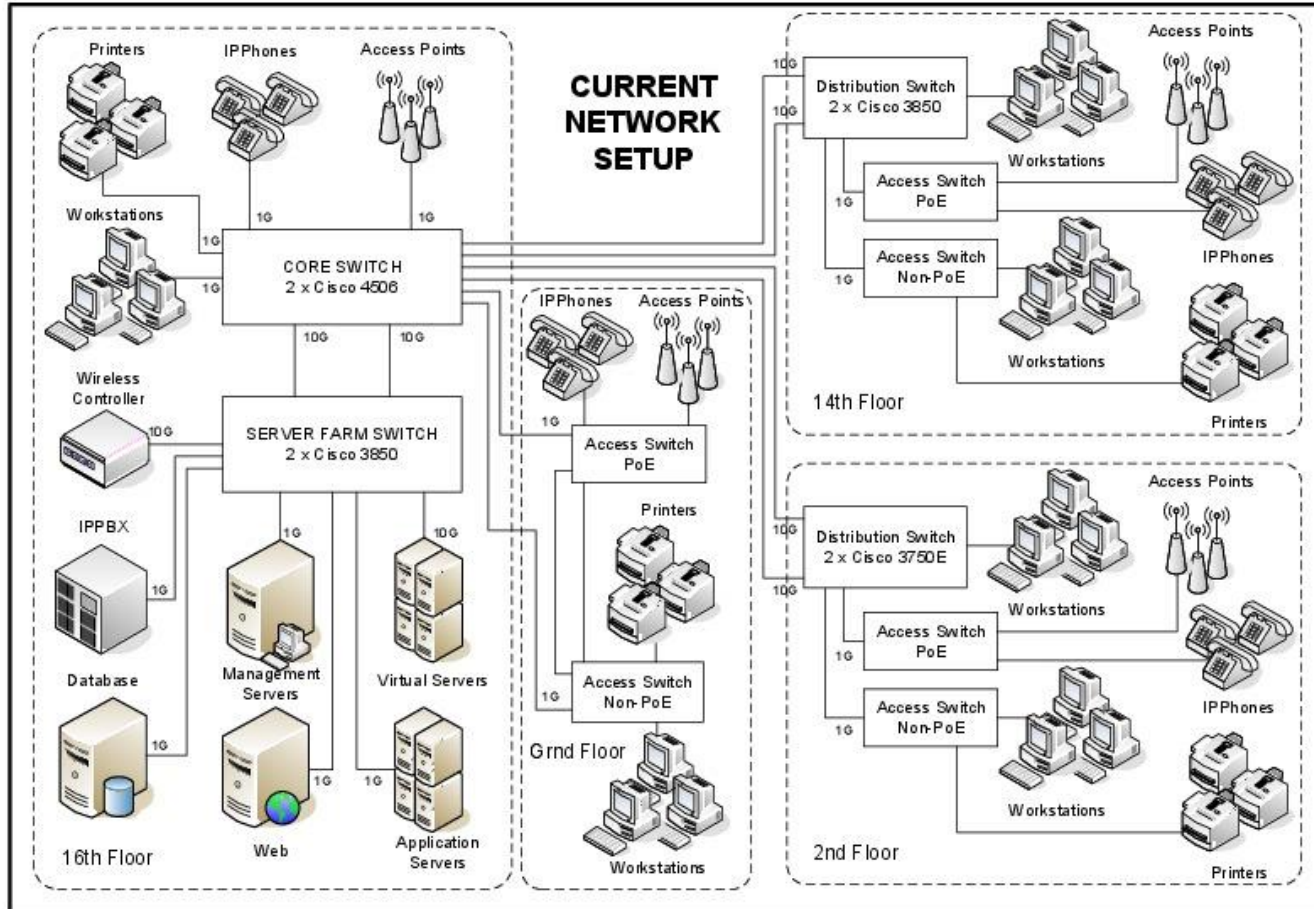 CURRENT
NETWORK
SETUP
Printers
IPPhones
Access Points
1G
1G
1G
Workstations
1G
CORE SWITCH
2 x Cisco 4506
10G
10G
Wireless
Controller
10G
SERVER FARM SWITCH
2 x Cisco 3850
IPPBX
1G
1G
10G
Database
1G
Management
Servers
Virtual Servers
1G
1G
Web
Application
Servers
16th Floor
IPPhones
Access Points
1G
Access Switch
PoE
Printers
1G
Access Switch
Non-PoE
Grnd Floor
Workstations
10G
10G
Distribution Switch
2 x Cisco 3850
Access Points
Workstations
1G
Access Switch
PoE
1G
Access Switch
Non-PoE
IPPhones
Workstations
14th Floor
Printers
10G
10G
Distribution Switch
2 x Cisco 3750E
Access Points
Workstations
1G
Access Switch
PoE
1G
Access Switch
Non-PoE
IPPhones
Workstations
2nd Floor
Printers